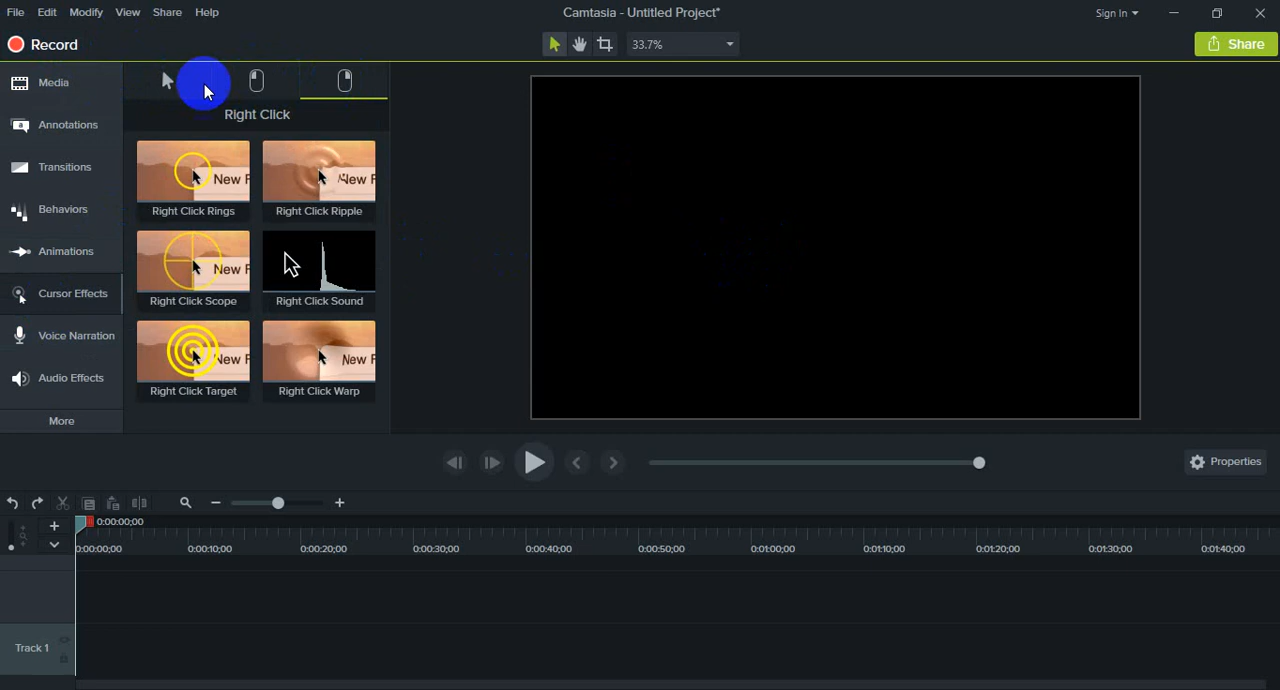 File Edit Modify View Share Help
Camtasia - Untitled Project*
Sign In
Record
33.7%
Share
Media
Annotations
Transitions
Behaviors
Animations
Cursor Effects
Voice Narration
Audio Effects
More
Right Click
New F
New F
Right Click Rings
Right Click Ripple
New F
Right Click Scope
Right Click Sound
New F
New F
Right Click Target
Right Click Warp
Properties
0:00:00;00
0:00:00;00 0:00:10;00 0:00:20;00 0:00:30;00 0:00:40;00 0:00:50;00 0:01:00;00 0:01:10;00 0:01:20;00 0:01:30;00 0:01:40;00
Track 1